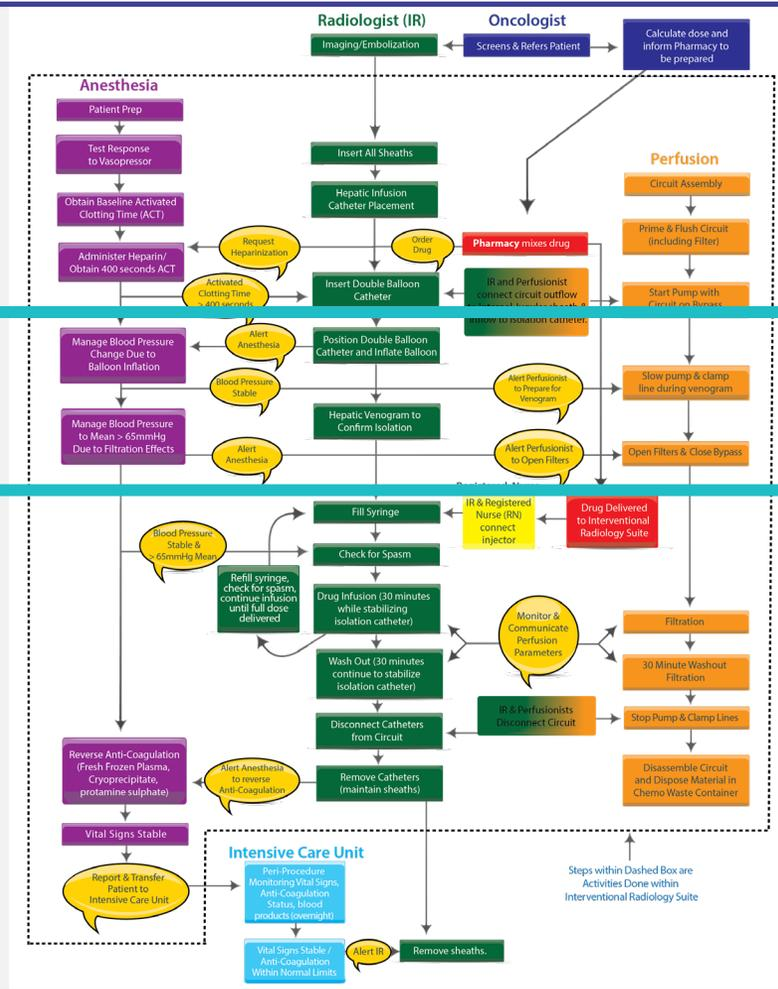 Radiologist (IR)
Oncologist
Imaging/Embolization
Screens & Refers Patient
Calculate dose and
inform Pharmacy to
be prepared
Anesthesia
Patient Prep
Test Response
to Vasopressor
Obtain Baseline Activated
Clotting Time (ACT)
Administer Heparin/
Obtain 400 seconds ACT
Insert All Sheaths
Hepatic Infusion
Catheter Placement
Perfusion
Circuit Assembly
Prime & Flush Circuit
(including Filter)
Request
Heparinization
Order
Drug
Pharmacy mixes drug
Activated
Clotting Time
> 400 seconds
Insert Double Balloon
Catheter
IR and Perfusionist
connect circuit outflow
to internal jugular sheath &
inflow to isolation catheter.
Start Pump with
Circuit on Bypass
Manage Blood Pressure
Change Due to
Balloon Inflation
Alert
Anesthesia
Position Double Balloon
Catheter and Inflate Balloon
Blood Pressure
Stable
Alert Perfusionist
to Prepare for
Venogram
Slow pump & clamp
line during venogram
Manage Blood Pressure
to Mean > 65mmHg
Due to Filtration Effects
Hepatic Venogram to
Confirm Isolation
Alert
Anesthesia
Alert Perfusionist
to Open Filters
Open Filters & Close Bypass
Fill Syringe
IR & Registered
Nurse (RN)
connect
injector
Drug Delivered
to Interventional
Radiology Suite
Blood Pressure
Stable &
> 65mmHg Mean
Check for Spasm
Refill syringe,
check for spasm,
continue infusion
until full dose
delivered
Drug Infusion (30 minutes
while stabilizing
isolation catheter)
Monitor &
Communicate
Perfusion
Parameters
Filtration
Wash Out (30 minutes
continue to stabilize
isolation catheter)
30 Minute Washout
Filtration
Disconnect Catheters
from Circuit
IR & Perfusionists
Disconnect Circuit
Stop Pump & Clamp Lines
Reverse Anti-Coagulation
(Fresh Frozen Plasma,
Cryoprecipitate,
protamine sulphate)
Alert Anesthesia
to reverse
Anti-Coagulation
Remove Catheters
(maintain sheaths)
Disassemble Circuit
and Dispose Material in
Chemo Waste Container
Vital Signs Stable
Report & Transfer
Patient to
Intensive Care Unit
Intensive Care Unit
Peri-Procedure
Monitoring Vital Signs,
Anti-Coagulation
Status, blood
products (overnight)
Steps within Dashed Box are
Activities Done within
Interventional Radiology Suite
Vital Signs Stable /
Anti-Coagulation
Within Normal Limits
Alert IR
Remove sheaths.